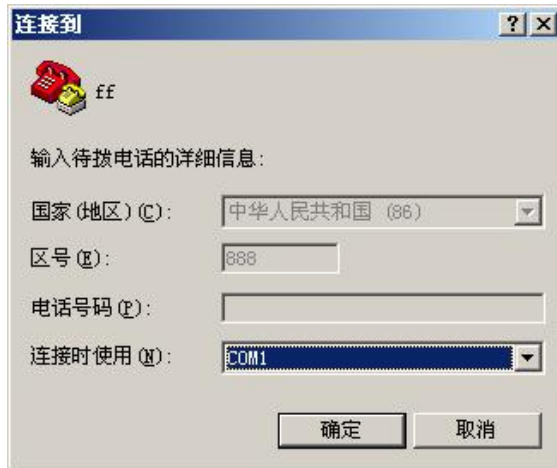 连接到
ff
输入待拨电话的详细信息:
国家(地区)(C): 中华人民共和国 (86)
区号(E): 888
电话号码(P):
连接时使用(N): COM1
确定 取消